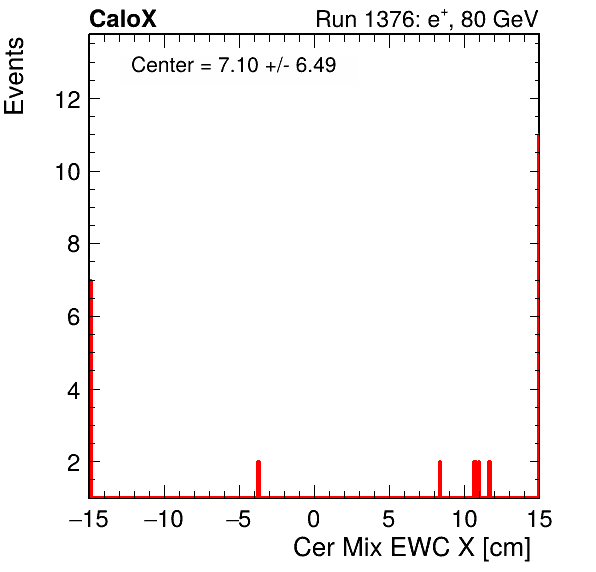 CaloX
Run 1376: e+, 80 GeV
Center = 7.10 +/- 6.49
Events
12
10
8
6
4
2
−15 −10 −5 0 5 10 15
Cer Mix EWC X [cm]